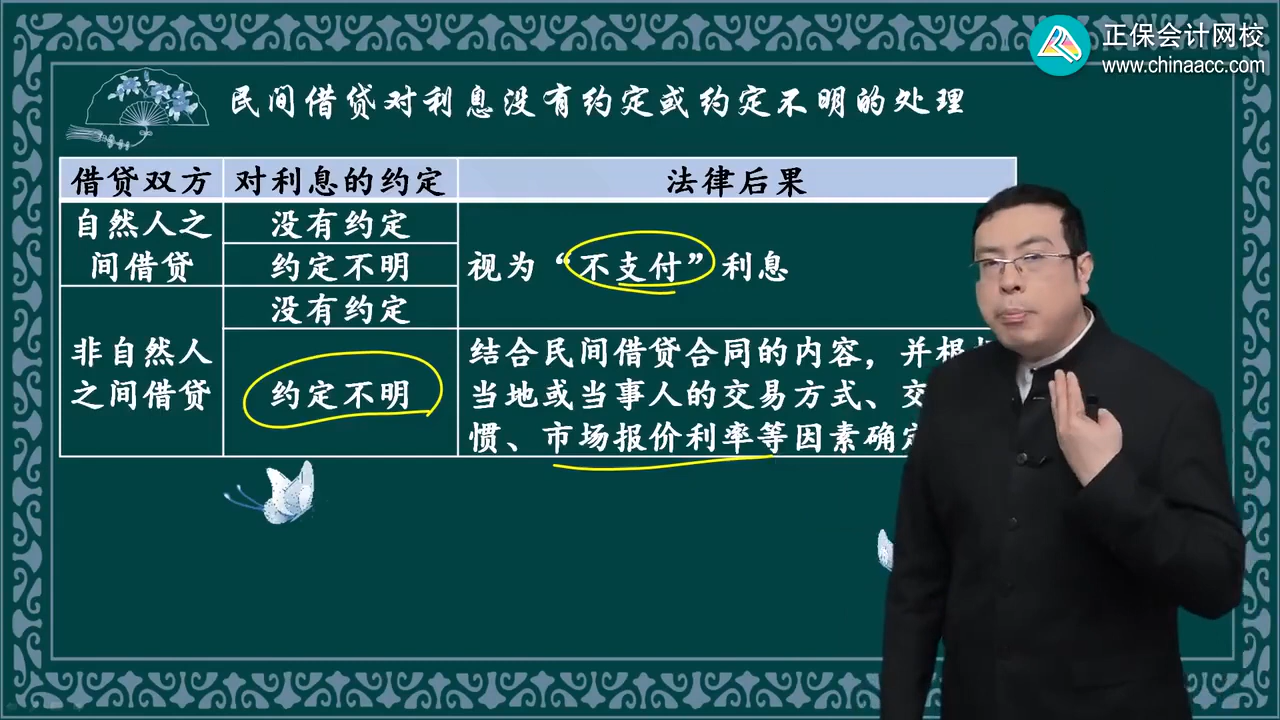 正保会计网校
www.chinaacc.com
民间借贷对利息没有约定或约定不明的处理
借贷双方 对利息的约定 法律后果
自然人之间借贷
没有约定
约定不明
视为“不支付”利息
非自然人之间借贷
没有约定
约定不明
结合民间借贷合同的内容，并根
当地或当事人的交易方式、交
惯、市场报价利率等因素确定